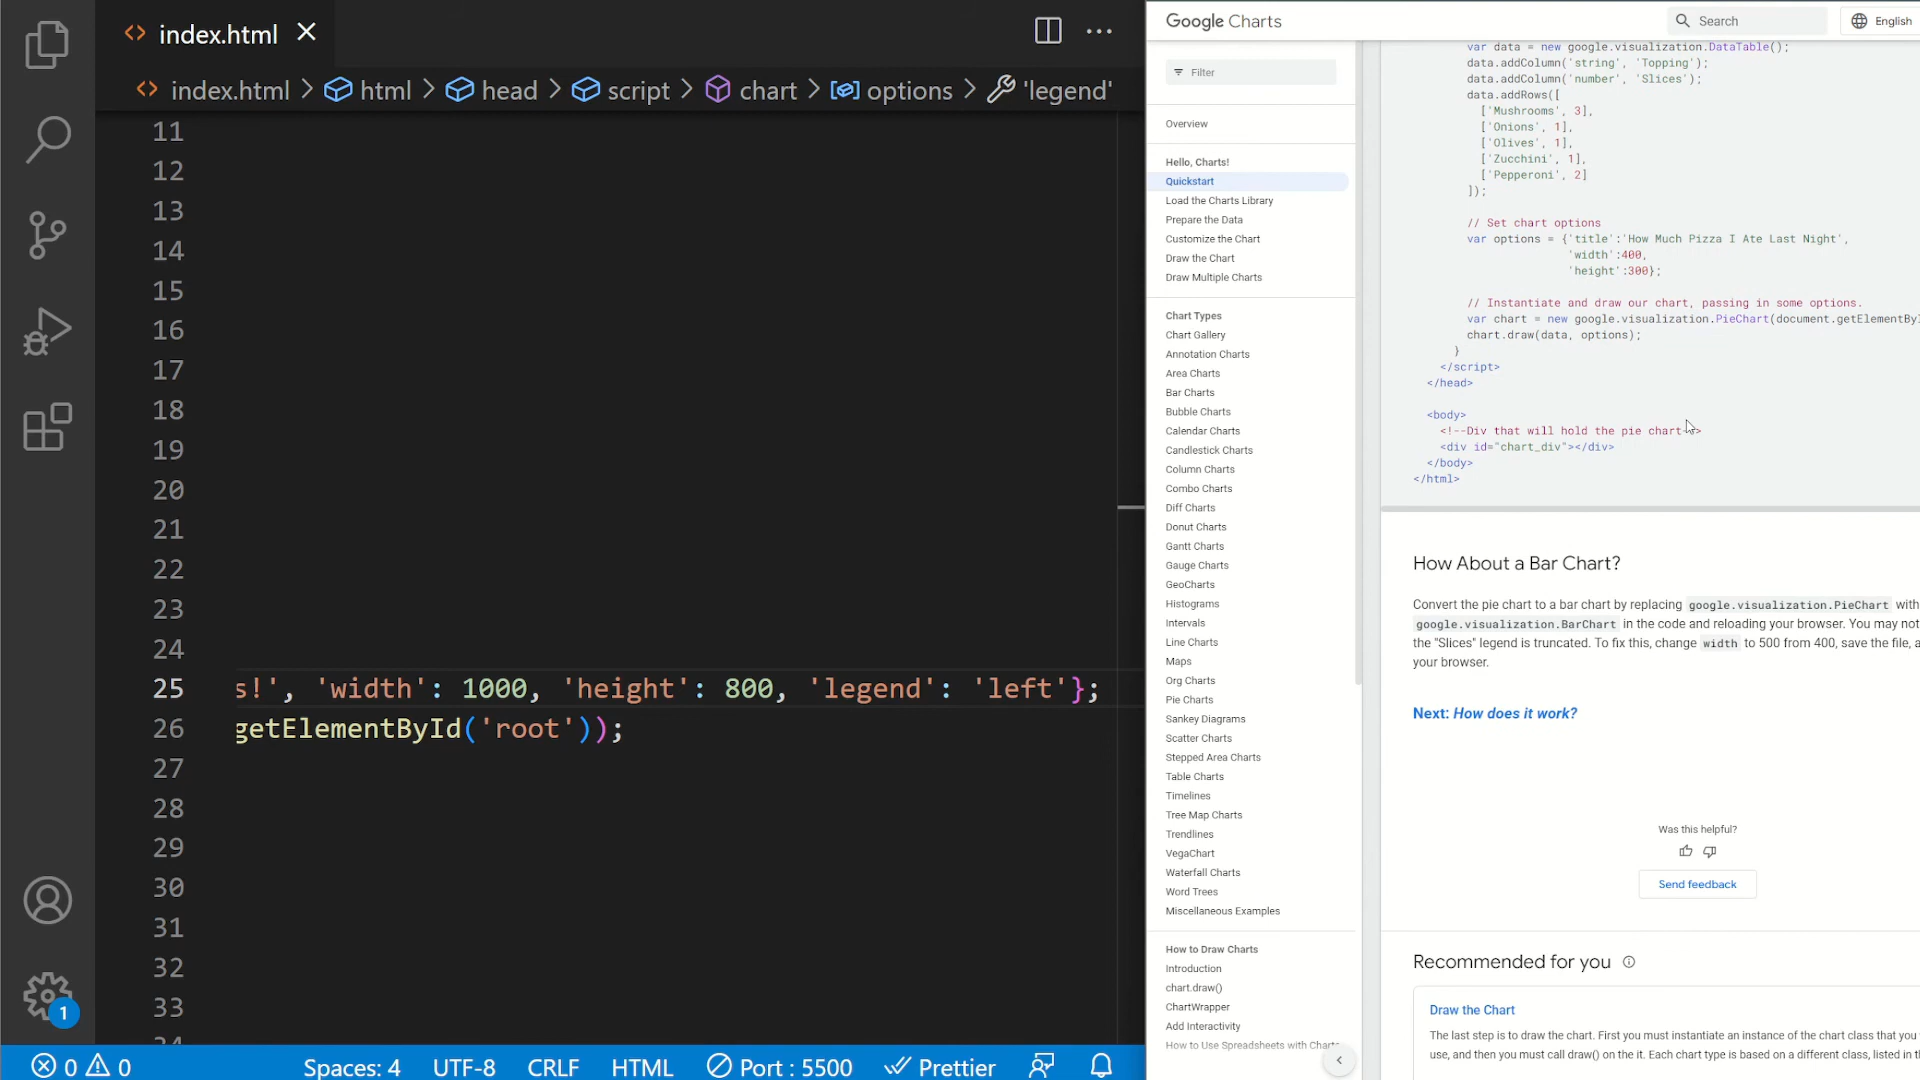 index.html
index.html > html > head > script > chart > options > 'legend'
11
12
13
14
15
16
17
18
19
20
21
22
23
24
25 s!', 'width': 1000, 'height': 800, 'legend': 'left'};
26 getElementById('root'));
27
28
29
30
31
32
33
34
1
0 0
Spaces: 4
UTF-8
CRLF
HTML
Port : 5500
Prettier
Google Charts
Search
English
Filter
Overview
Hello, Charts!
Quickstart
Load the Charts Library
Prepare the Data
Customize the Chart
Draw the Chart
Draw Multiple Charts
Chart Types
Chart Gallery
Annotation Charts
Area Charts
Bar Charts
Bubble Charts
Calendar Charts
Candlestick Charts
Column Charts
Combo Charts
Diff Charts
Donut Charts
Gantt Charts
Gauge Charts
GeoCharts
Histograms
Intervals
Line Charts
Maps
Org Charts
Pie Charts
Sankey Diagrams
Scatter Charts
Stepped Area Charts
Table Charts
Timelines
Tree Map Charts
Trendlines
VegaChart
Waterfall Charts
Word Trees
Miscellaneous Examples
How to Draw Charts
Introduction
chart.draw()
ChartWrapper
Add Interactivity
How to Use Spreadsheets with Charts
var data = new google.visualization.DataTable();
data.addColumn('string', 'Topping');
data.addColumn('number', 'Slices');
data.addRows([
['Mushrooms', 3],
['Onions', 1],
['Olives', 1],
['Zucchini', 1],
['Pepperoni', 2]
]);
// Set chart options
var options = {'title':'How Much Pizza I Ate Last Night',
'width':400,
'height':300};
// Instantiate and draw our chart, passing in some options.
var chart = new google.visualization.PieChart(document.getElementBy
chart.draw(data, options);
}
</script>
</head>
<body>
<!--Div that will hold the pie chart-->
<div id="chart_div"></div>
</body>
</html>
How About a Bar Chart?
Convert the pie chart to a bar chart by replacing google.visualization.PieChart with
google.visualization.BarChart in the code and reloading your browser. You may not
the "Slices" legend is truncated. To fix this, change width to 500 from 400, save the file, a
your browser.
Next: How does it work?
Was this helpful?
Send feedback
Recommended for you
Draw the Chart
The last step is to draw the chart. First you must instantiate an instance of the chart class that you
use, and then you must call draw() on the it. Each chart type is based on a different class, listed in t